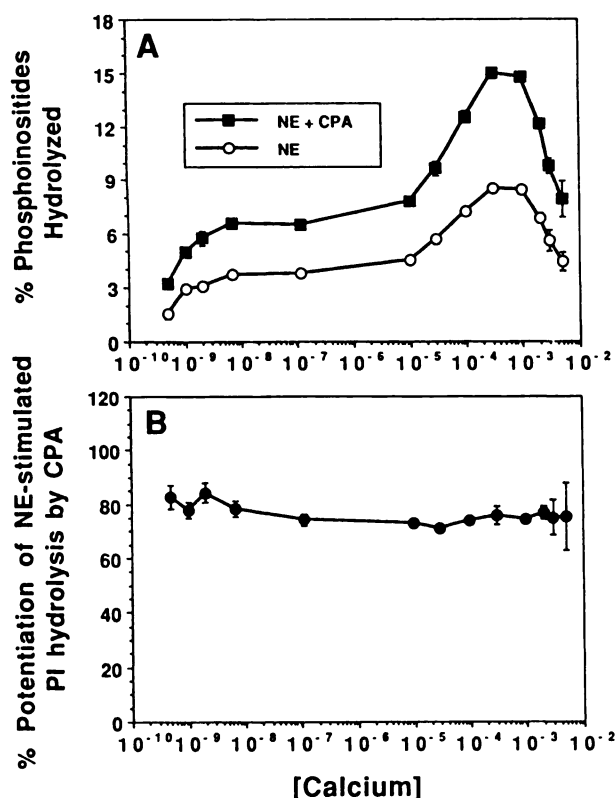 A
% Phosphoinositides
Hydrolyzed
18
15
12
9
6
3
0
NE + CPA
NE
10⁻¹⁰ 10⁻⁹ 10⁻⁸ 10⁻⁷ 10⁻⁶ 10⁻⁵ 10⁻⁴ 10⁻³ 10⁻²
B
% Potentiation of NE-stimulated
PI hydrolysis by CPA
120
100
80
60
40
20
0
10⁻¹⁰ 10⁻⁹ 10⁻⁸ 10⁻⁷ 10⁻⁶ 10⁻⁵ 10⁻⁴ 10⁻³ 10⁻²
[Calcium]